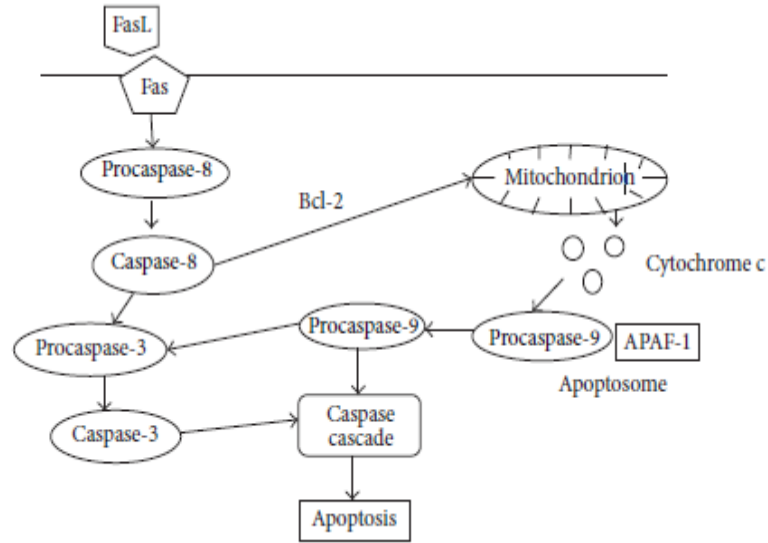 FasL
Fas
Procaspase-8
Bcl-2
Mitochondrion
Caspase-8
Cytochrome c
Procaspase-9
Procaspase-9
APAF-1
Procaspase-3
Apoptosome
Caspase-3
Caspase
cascade
Apoptosis